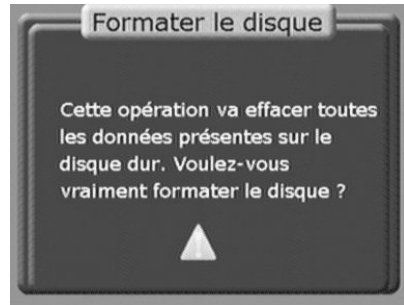 Formater le disque
Cette opération va effacer toutes
les données présentes sur le
disque dur. Voulez-vous
vraiment formater le disque ?